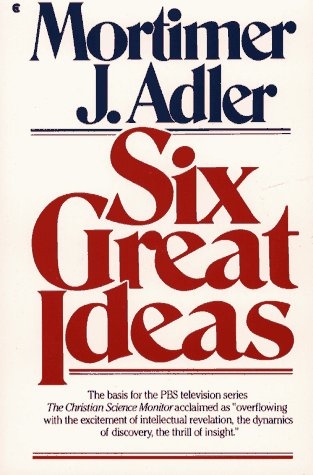 Mortimer
J. Adler
Six
Great
Ideas
The basis for the PBS television series
The Christian Science Monitor acclaimed as "overflowing
with the excitement of intellectual revelation, the dynamics
of discovery, the thrill of insight."